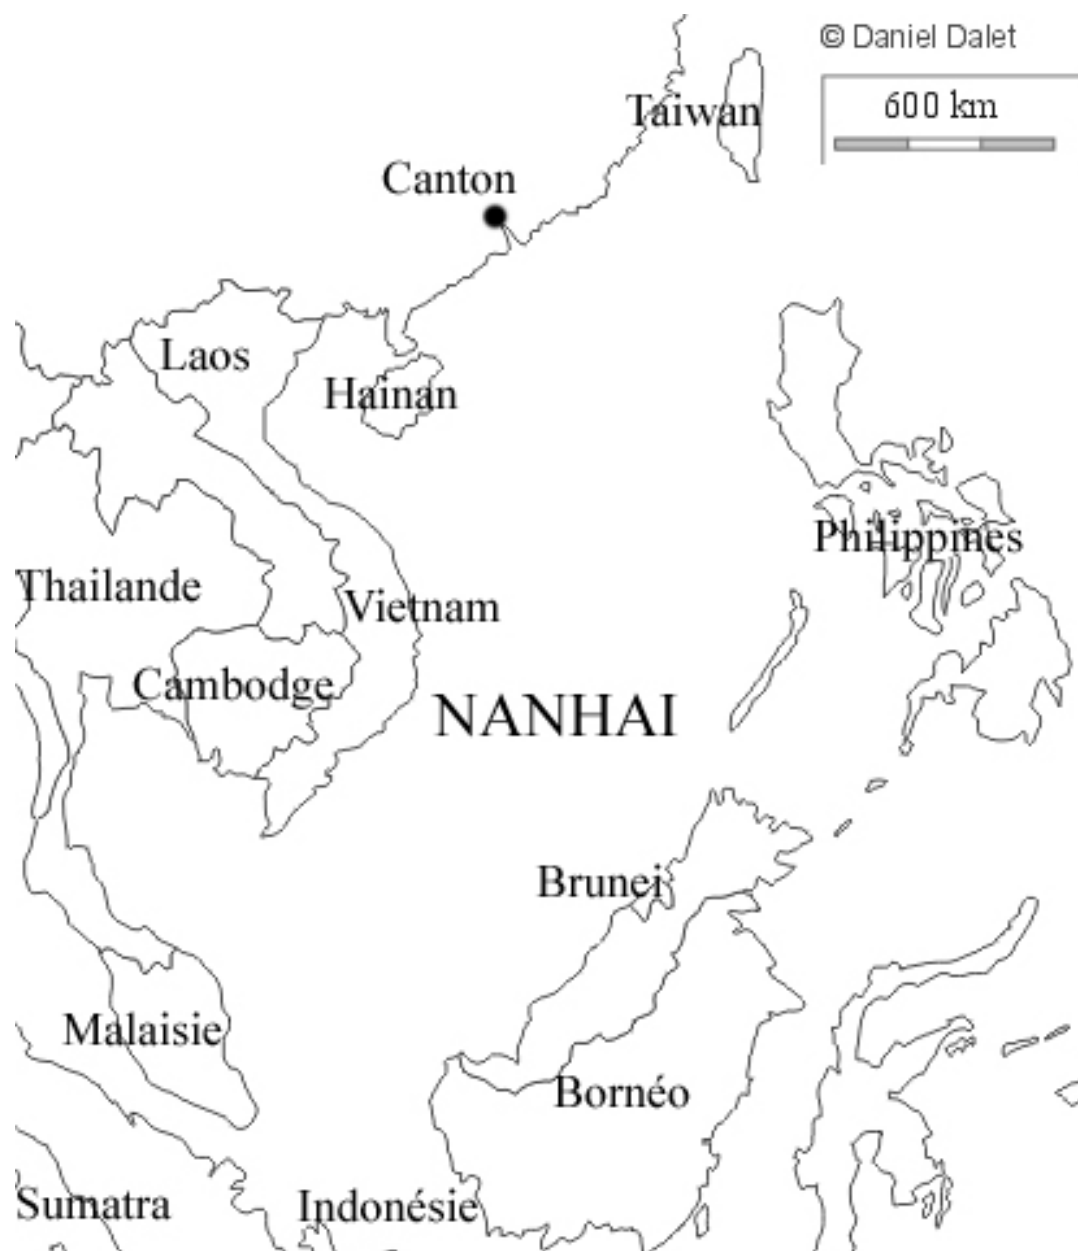 © Daniel Dalet
600 km
Taiwan
Canton
Laos
Hainan
Philippines
Thailande
Vietnam
Cambodge
NANHAI
Brunei
Malaisie
Bornéo
Sumatra
Indonésie